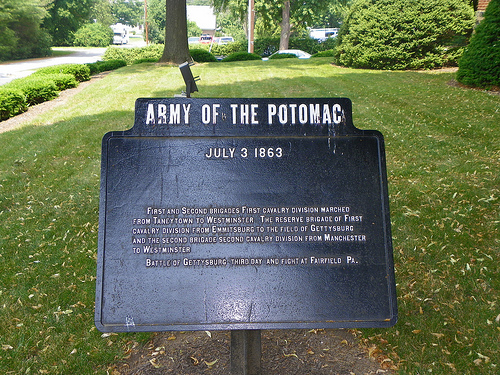 ARMY OF THE POTOMAC
JULY 3 1863
FIRST AND SECOND BRIGADES FIRST CAVALRY DIVISION MARCHED
FROM TANEYTOWN TO WESTMINSTER THE RESERVE BRIGADE OF FIRST
CAVALRY DIVISION FROM EMMITSBURG TO THE FIELD OF GETTYSBURG
AND THE SECOND BRIGADE SECOND CAVALRY DIVISION FROM MANCHESTER
TO WESTMINSTER
BATTLE OF GETTYSBURG, THIRD DAY AND FIGHT AT FAIRFIELD PA.